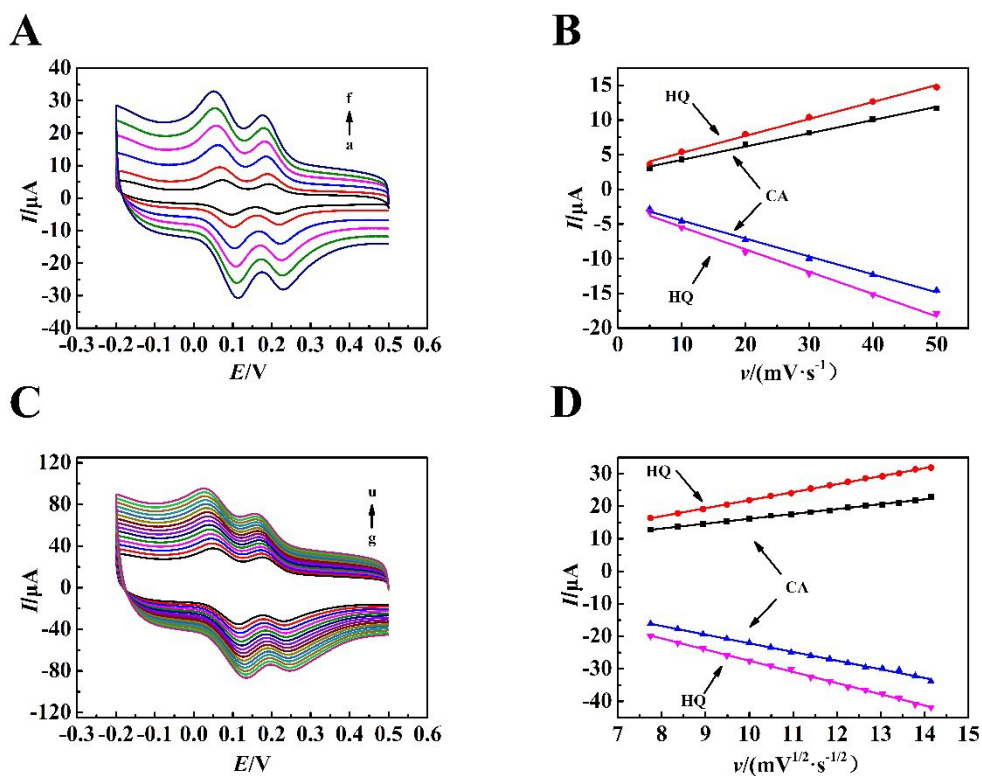 A
40
30
20
10
0
-10
-20
-30
-40
I/μA
-0.3 -0.2 -0.1 0.0 0.1 0.2 0.3 0.4 0.5 0.6
E/V
f
a
B
15
10
5
0
-5
-10
-15
-20
I/μA
0 10 20 30 40 50
ν/(mV·s⁻¹)
HQ
CA
HQ
C
120
80
40
0
-40
-80
-120
I/μA
-0.3 -0.2 -0.1 0.0 0.1 0.2 0.3 0.4 0.5 0.6
E/V
u
g
D
30
20
10
0
-10
-20
-30
-40
I/μA
7 8 9 10 11 12 13 14 15
ν/(mV¹/²·s⁻¹/²)
HQ
CA
HQ